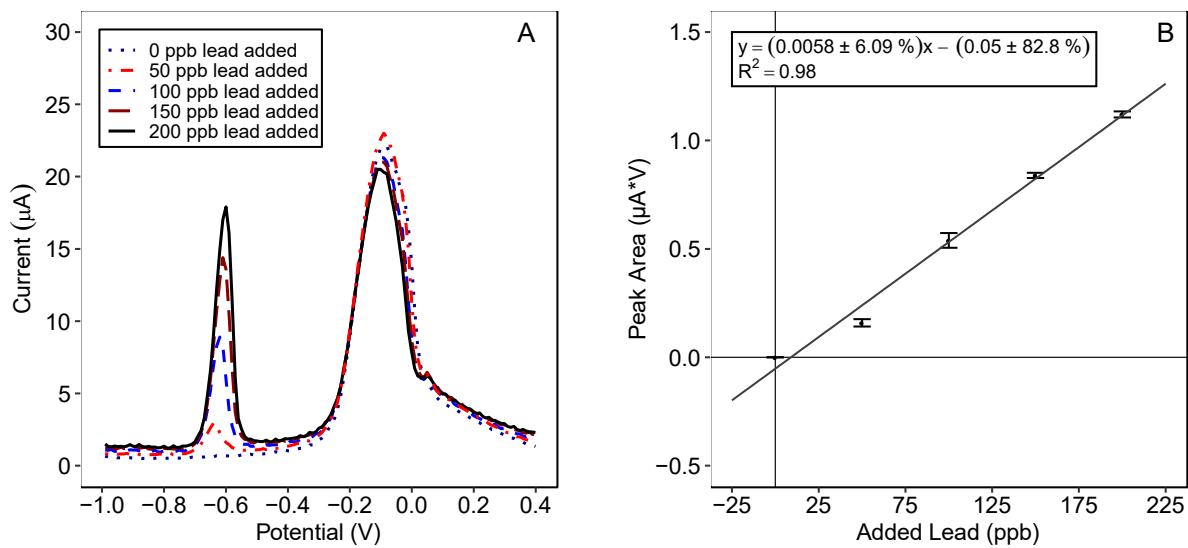 A
30
25
20
15
10
5
0
Current (μA)
0 ppb lead added
50 ppb lead added
100 ppb lead added
150 ppb lead added
200 ppb lead added
−1.0 −0.8 −0.6 −0.4 −0.2 0.0 0.2 0.4
Potential (V)
B
1.5
1.0
0.5
0.0
−0.5
Peak Area (μA*V)
y = (0.0058 ± 6.09 %)x − (0.05 ± 82.8 %)
R² = 0.98
−25 25 75 125 175 225
Added Lead (ppb)